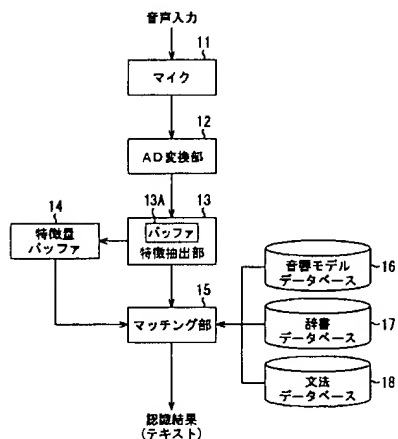 音声入力
11
マイク
12
AD変換部
14
13A
13
特徴量
バッファ
バッファ
特徴抽出部
15
マッチング部
音響モデル
データベース
16
辞書
データベース
17
文法
データベース
18
認識結果
(テキスト)